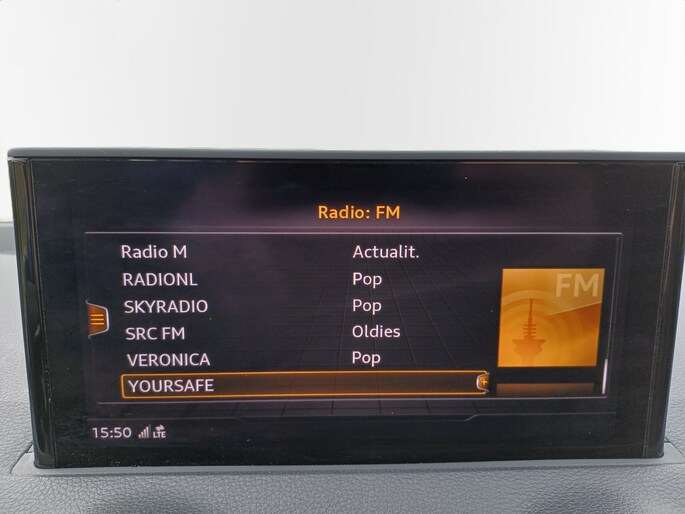 Radio: FM
Radio M Actualit.
RADIONL Pop
SKYRADIO Pop
SRC FM Oldies
VERONICA Pop
YOURSAFE
FM
15:50 LTE